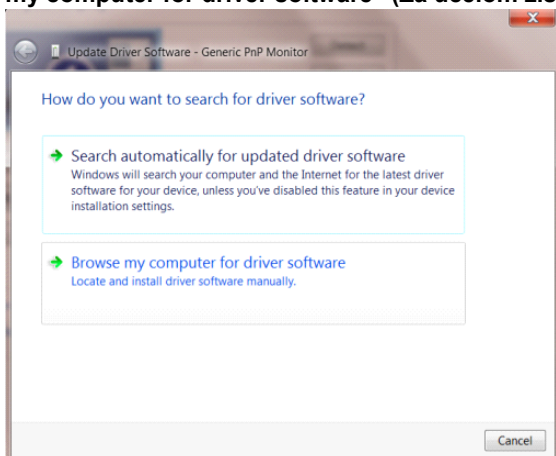 my computer for driver software" (Za
Update Driver Software - Generic PnP Monitor
How do you want to search for driver software?
Search automatically for updated driver software
Windows will search your computer and the Internet for the latest driver
software for your device, unless you've disabled this feature in your device
installation settings.
Browse my computer for driver software
Locate and install driver software manually.
Cancel